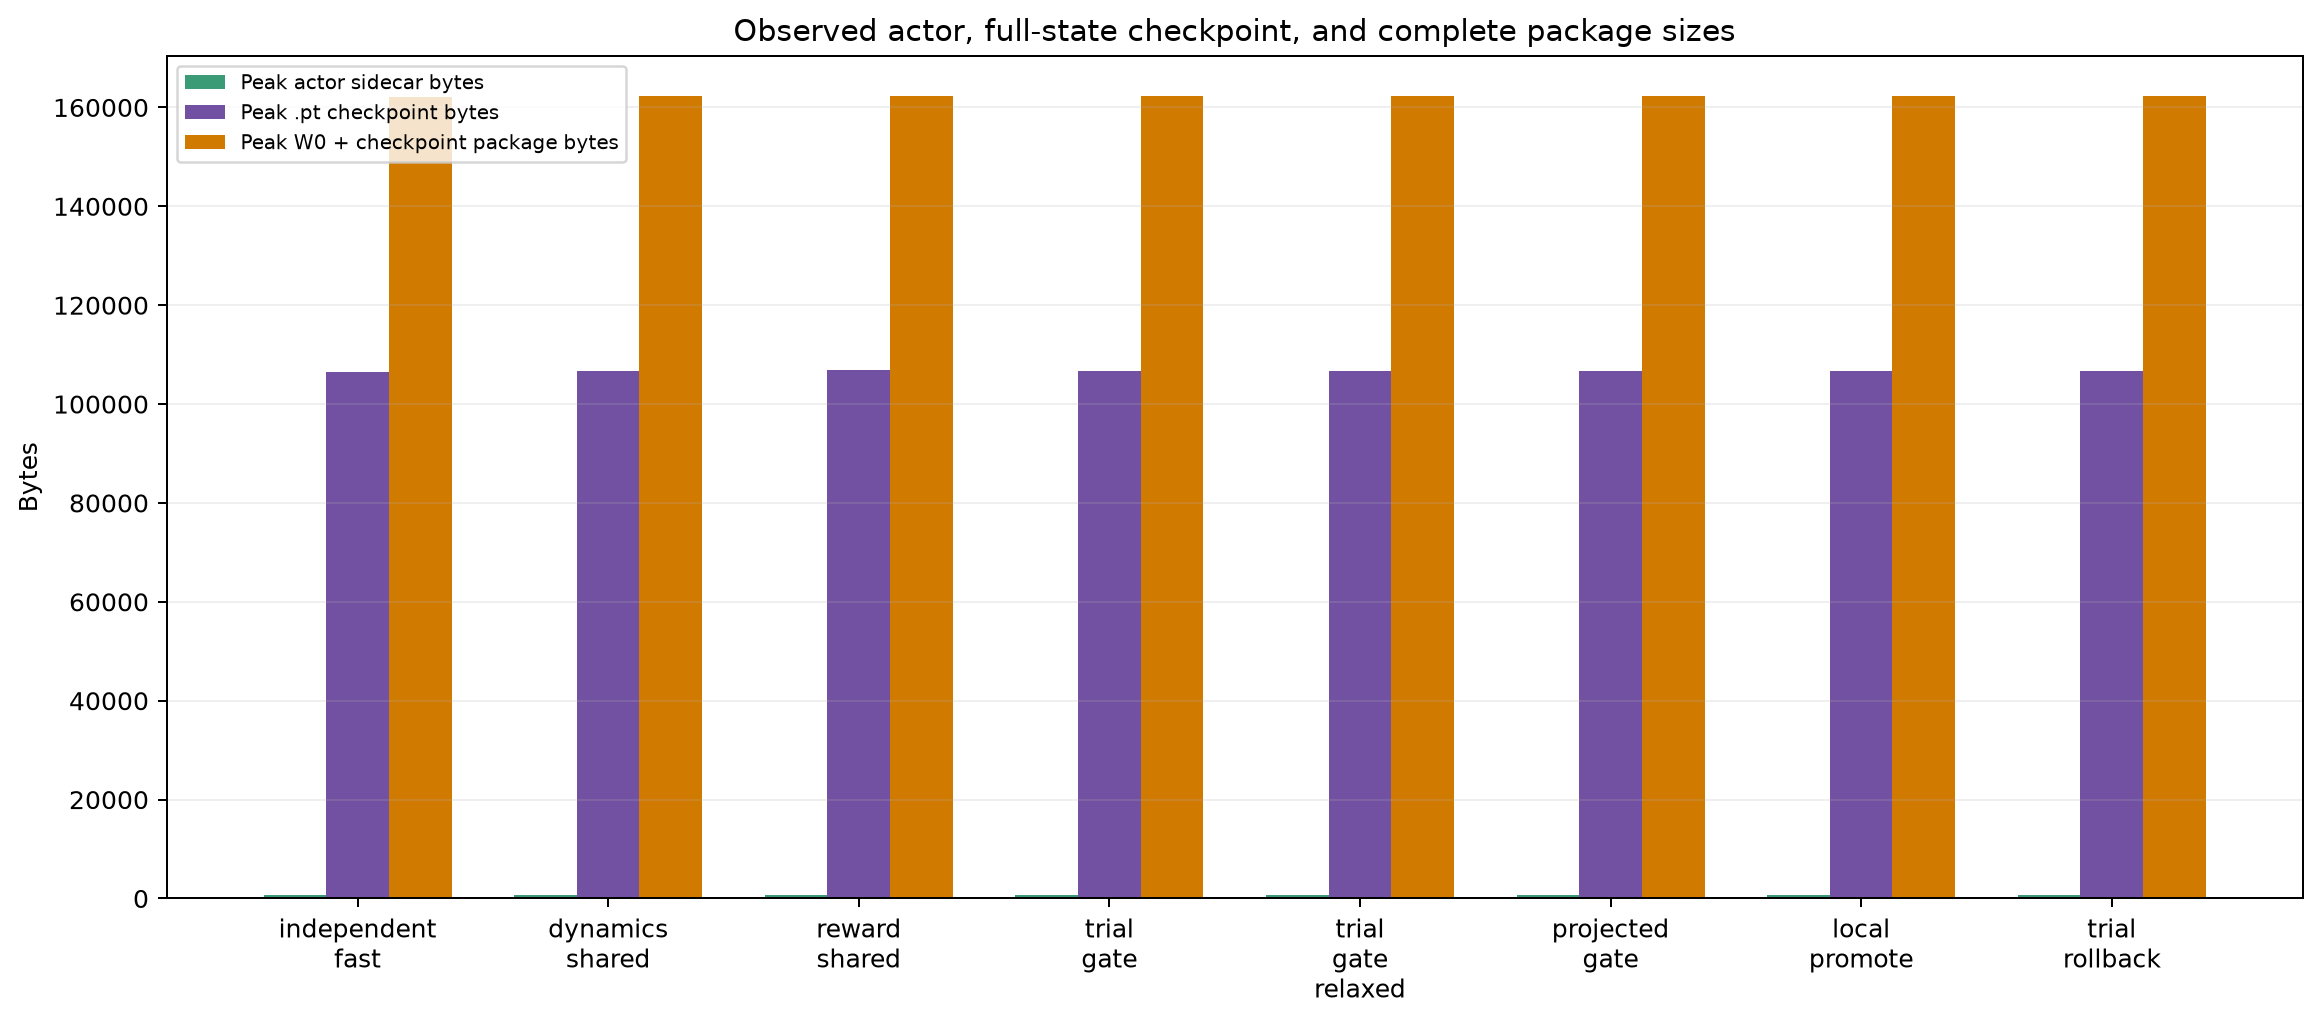 Observed actor, full-state checkpoint, and complete package sizes
Peak actor sidecar bytes
Peak .pt checkpoint bytes
Peak W0 + checkpoint package bytes
160000
140000
120000
100000
80000
60000
40000
20000
0
Bytes
independent
fast
dynamics
shared
reward
shared
trial
gate
trial
gate
relaxed
projected
gate
local
promote
trial
rollback